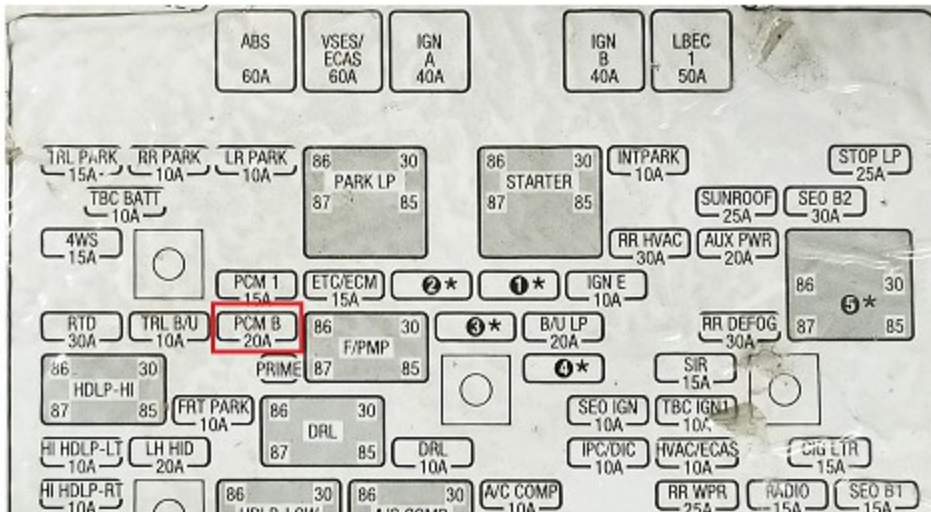 ABS 60A
VSES/ ECAS 60A
IGN A 40A
IGN B 40A
LBEC 1 50A
TRL PARK 15A
RR PARK 10A
LR PARK 10A
86 30
PARK LP
87 85
86 30
STARTER
87 85
INTPARK 10A
STOP LP 25A
TBC BATT 10A
SUNROOF 25A
SEO B2 30A
4WS 15A
RR HVAC 30A
AUX PWR 20A
PCM 1 15A
ETC/ECM 15A
❷*
❶*
IGN E 10A
86 30
❺*
87 85
RTD 30A
TRL B/U 10A
PCM B 20A
86 30
F/PMP
87 85
❸*
B/U LP 20A
RR DEFOG 30A
PRIME
❹*
SIR 15A
86 30
HDLP-HI
87 85
FRT PARK 10A
86 30
DRL
87 85
SEO IGN 10A
TBC IGN1 10A
HI HDLP-LT 10A
LH HID 20A
DRL 10A
IPC/DIC 10A
HVAC/ECAS 10A
CIG LTR 15A
HI HDLP-RT 10A
86 30
HDLP-LOW
86 30
A/C COMP
A/C COMP 10A
RR WPR 25A
RADIO 15A
SEO B1 15A